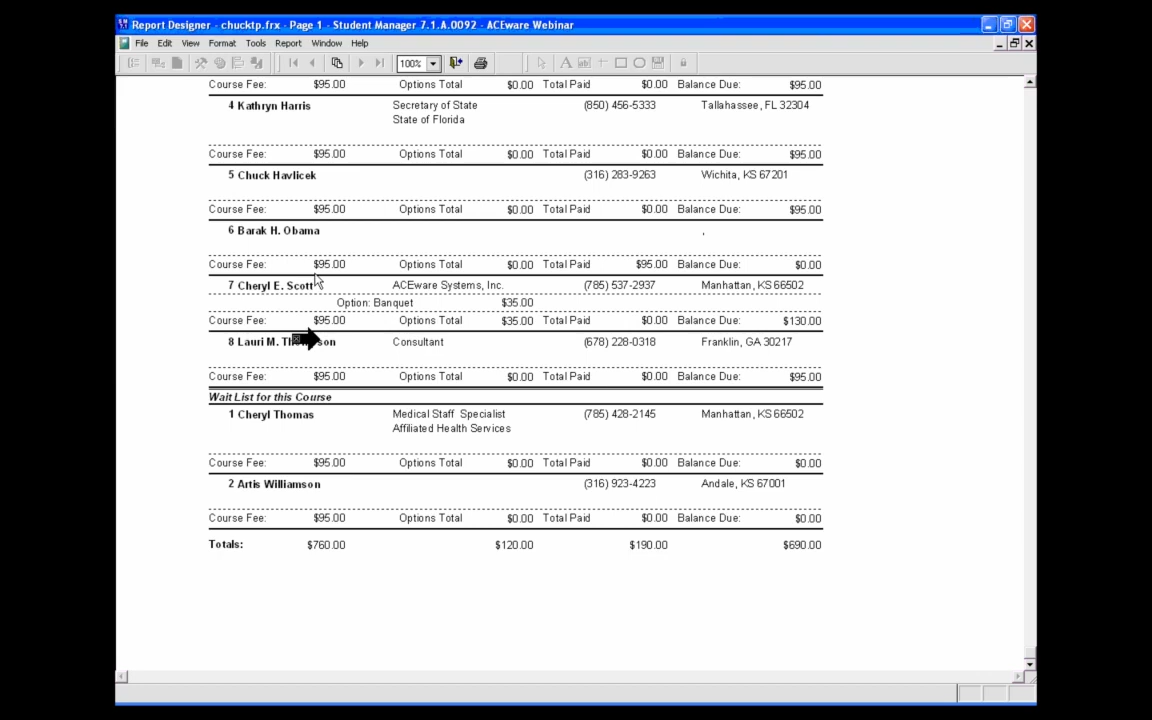 Report Designer - chucktp.frx - Page 1 - Student Manager 7.1.A.0092 - ACEware Webinar
File Edit View Format Tools Report Window Help
100%
Course Fee: $95.00 Options Total $0.00 Total Paid $0.00 Balance Due: $95.00
4 Kathryn Harris Secretary of State (850) 456-5333 Tallahassee, FL 32304
State of Florida
Course Fee: $95.00 Options Total $0.00 Total Paid $0.00 Balance Due: $95.00
5 Chuck Havlicek (316) 283-9263 Wichita, KS 67201
Course Fee: $95.00 Options Total $0.00 Total Paid $0.00 Balance Due: $95.00
6 Barak H. Obama ,
Course Fee: $95.00 Options Total $0.00 Total Paid $95.00 Balance Due: $0.00
7 Cheryl E. Scott ACEware Systems, Inc. (785) 537-2937 Manhattan, KS 66502
Option: Banquet $35.00
Course Fee: $95.00 Options Total $35.00 Total Paid $0.00 Balance Due: $130.00
8 Lauri M. Consultant (678) 228-0318 Franklin, GA 30217
Course Fee: $95.00 Options Total $0.00 Total Paid $0.00 Balance Due: $95.00
Wait List for this Course
1 Cheryl Thomas Medical Staff Specialist (785) 428-2145 Manhattan, KS 66502
Affiliated Health Services
Course Fee: $95.00 Options Total $0.00 Total Paid $0.00 Balance Due: $0.00
2 Artis Williamson (316) 923-4223 Andale, KS 67001
Course Fee: $95.00 Options Total $0.00 Total Paid $0.00 Balance Due: $0.00
Totals: $760.00 $120.00 $190.00 $690.00